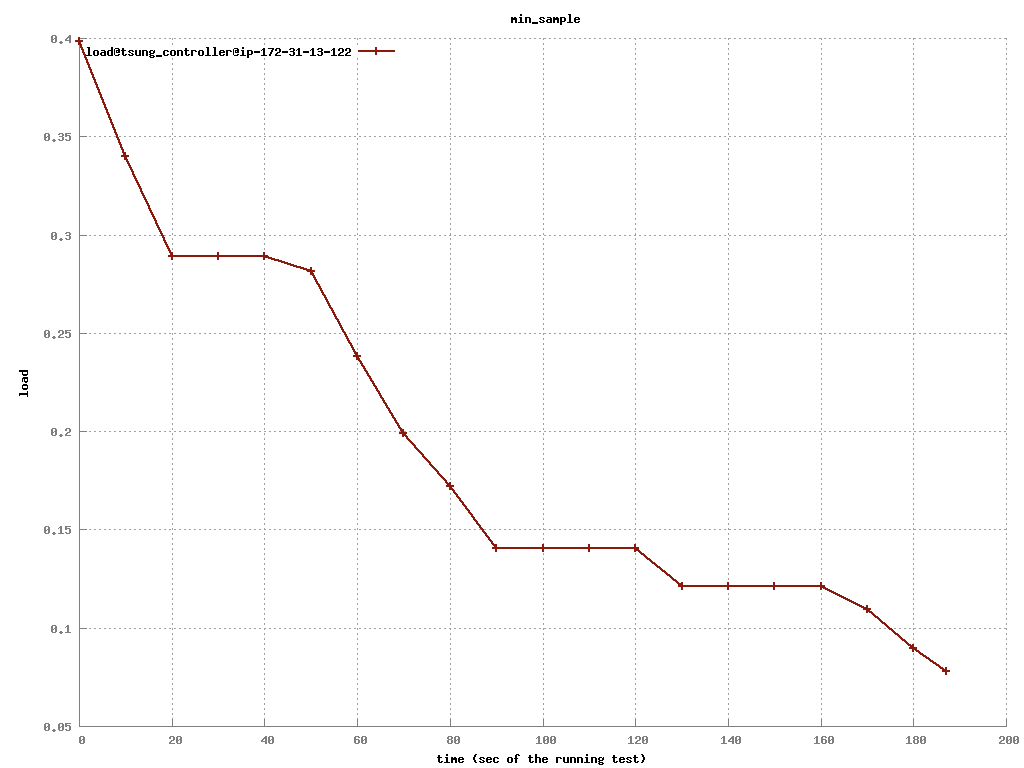 min_sample
load@tsung_controller@ip-172-31-13-122
0.4
0.35
0.3
0.25
0.2
0.15
0.1
0.05
load
0 20 40 60 80 100 120 140 160 180 200
time (sec of the running test)